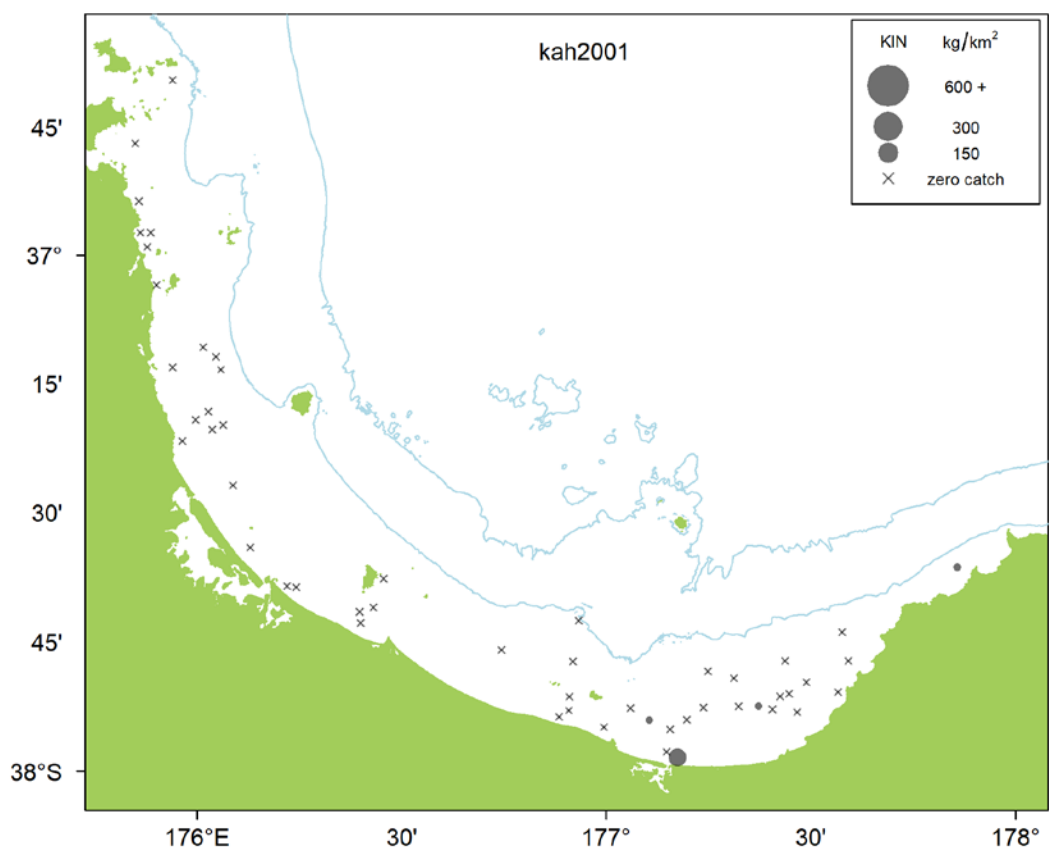 kah2001
KIN kg/km²
600 +
300
150
zero catch
45'
37°
15'
30'
45'
38°S
176°E 30' 177° 30' 178°